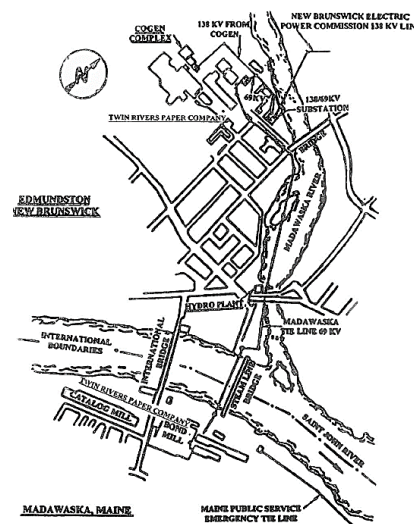 NEW BRUNSWICK ELECTRIC
POWER COMMISSION 138 KV LIN
138 KV FROM
COGEN
COGEN
COMPLEX
N
69KV
138/69KV
SUBSTATION
TWIN RIVERS PAPER COMPANY
BRIDGE
EDMUNDSTON
NEW BRUNSWICK
MADAWASKA RIVER
HYDRO PLANT
MADAWASKA
TIE LINE 69 KV
INTERNATIONAL
BOUNDARIES
INTERNATIONAL
BRIDGE
STEAM LINE
BRIDGE
TWIN RIVERS PAPER COMPANY
CATALOG MILL
BOND
MILL
G
SAINT JOHN RIVER
MADAWASKA, MAINE
MAINE PUBLIC SERVICE
EMERGENCY TIE LINE